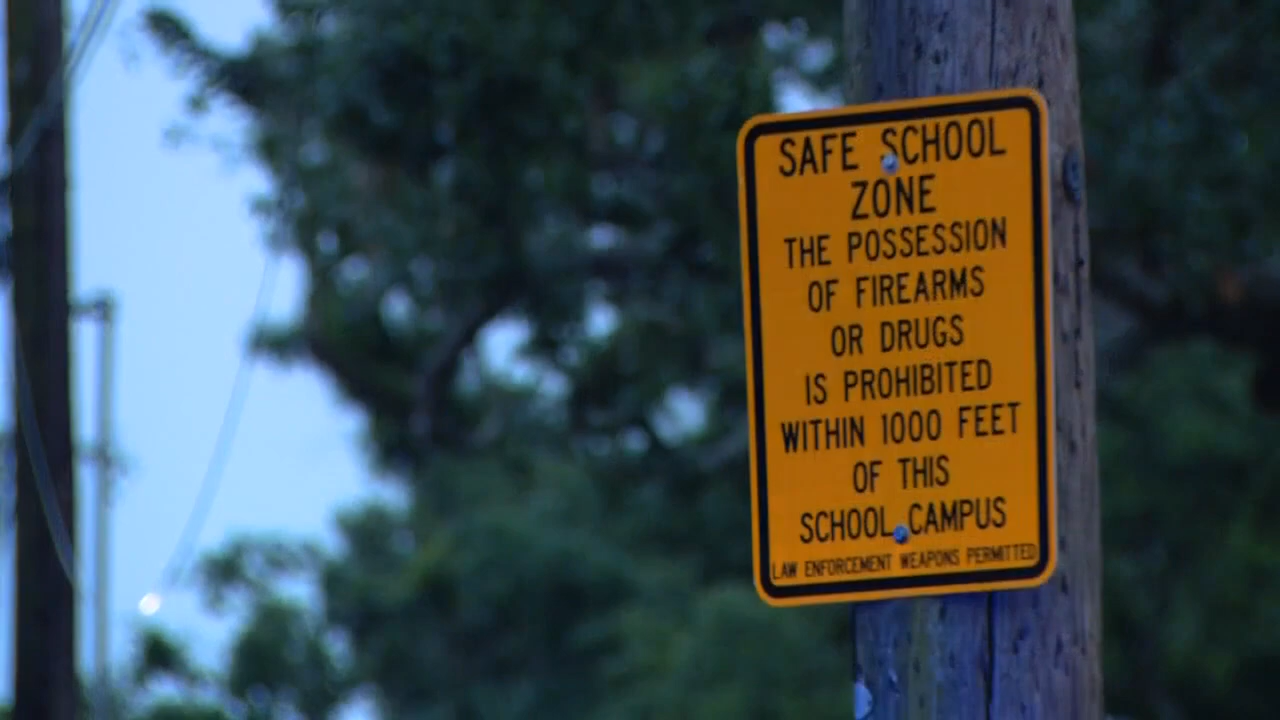 SAFE SCHOOL
ZONE
THE POSSESSION
OF FIREARMS
OR DRUGS
IS PROHIBITED
WITHIN 1000 FEET
OF THIS
SCHOOL CAMPUS
LAW ENFORCEMENT WEAPONS PERMITTED